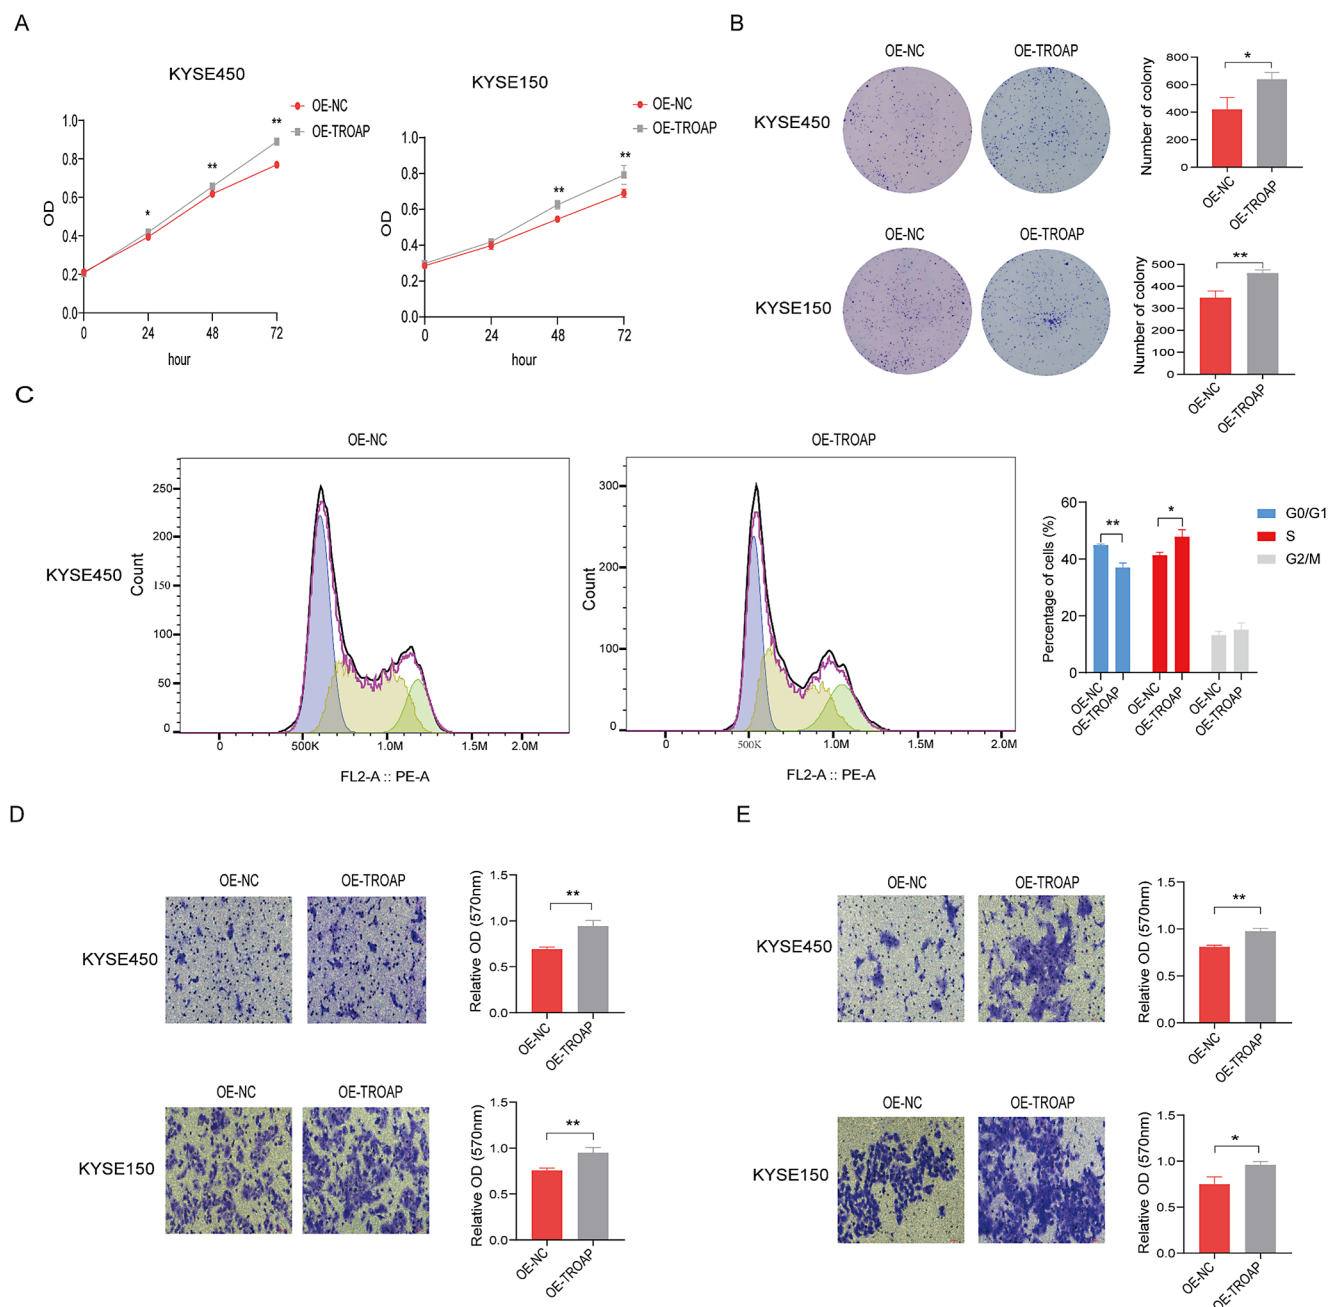 A
KYSE450
OE-NC
OE-TROAP
1.0
0.8
0.6
0.4
0.2
0.0
OD
*
**
**
0
24
48
72
hour
KYSE150
OE-NC
OE-TROAP
1.0
0.8
0.6
0.4
0.2
0.0
OD
**
**
0
24
48
72
hour
B
OE-NC
OE-TROAP
KYSE450
Number of colony
800
600
400
200
0
*
OE-NC
OE-TROAP
OE-NC
OE-TROAP
KYSE150
Number of colony
500
400
300
200
100
0
**
OE-NC
OE-TROAP
C
KYSE450
OE-NC
Count
250
200
150
100
50
0
0
500K
1.0M
1.5M
2.0M
FL2-A :: PE-A
OE-TROAP
Count
300
200
100
0
0
500K
1.0M
1.5M
2.0M
FL2-A :: PE-A
Percentage of cells (%)
60
40
20
0
**
*
G0/G1
S
G2/M
OE-NC
OE-TROAP
OE-NC
OE-TROAP
OE-NC
OE-TROAP
D
OE-NC
OE-TROAP
KYSE450
Relative OD (570nm)
1.5
1.0
0.5
0.0
**
OE-NC
OE-TROAP
OE-NC
OE-TROAP
KYSE150
Relative OD (570nm)
1.5
1.0
0.5
0.0
**
OE-NC
OE-TROAP
E
OE-NC
OE-TROAP
KYSE450
Relative OD (570nm)
1.5
1.0
0.5
0.0
**
OE-NC
OE-TROAP
OE-NC
OE-TROAP
KYSE150
Relative OD (570nm)
1.5
1.0
0.5
0.0
*
OE-NC
OE-TROAP